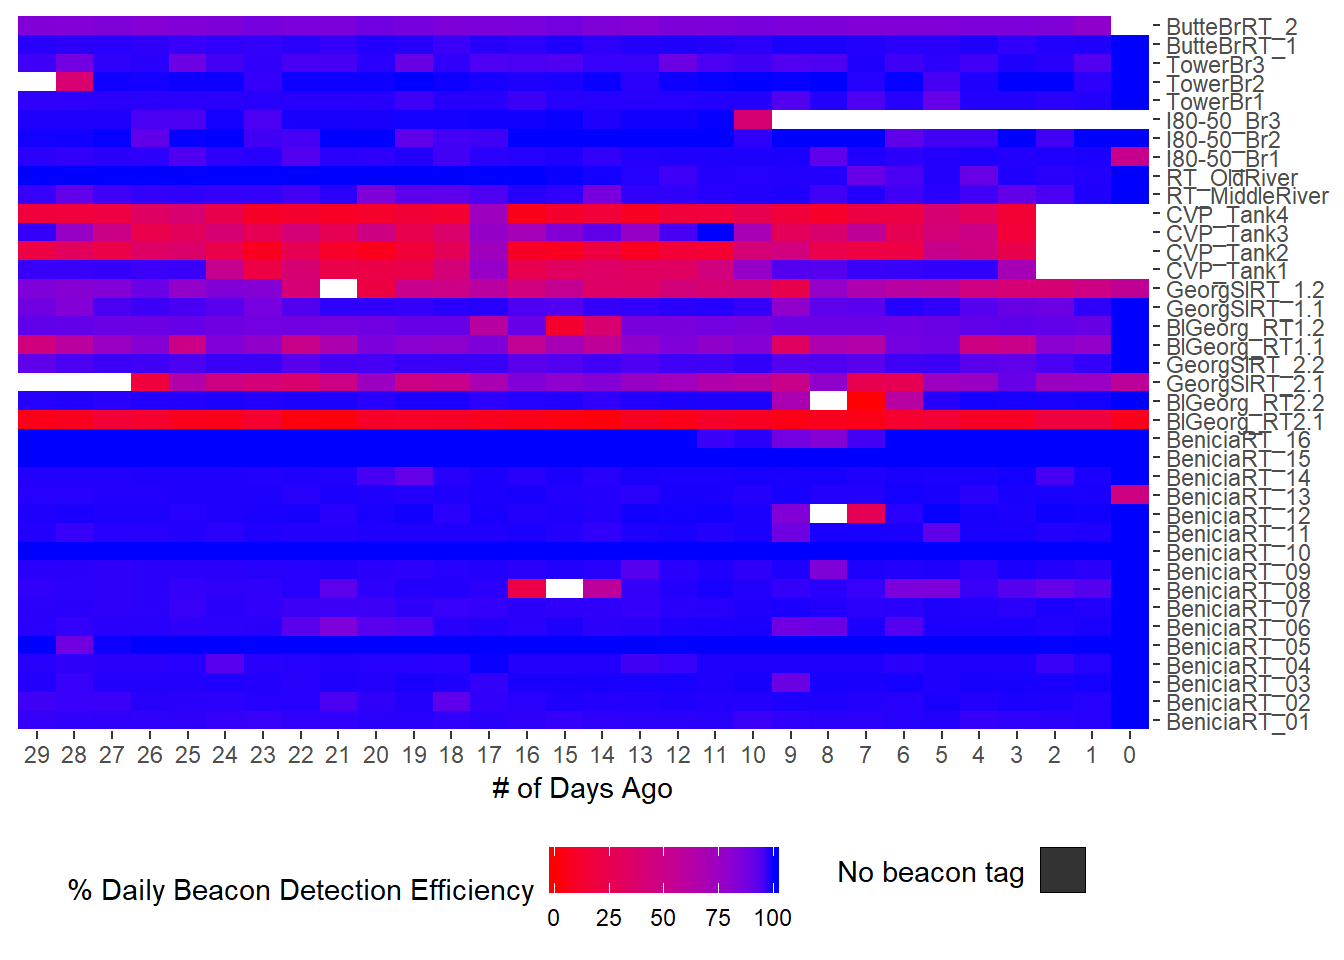 ButteBrRT_2
ButteBrRT_1
TowerBr3
TowerBr2
TowerBr1
I80-50_Br3
I80-50_Br2
I80-50_Br1
RT_OldRiver
RT_MiddleRiver
CVP_Tank4
CVP_Tank3
CVP_Tank2
CVP_Tank1
GeorgSlRT_1.2
GeorgSlRT_1.1
BlGeorg_RT1.2
BlGeorg_RT1.1
GeorgSlRT_2.2
GeorgSlRT_2.1
BlGeorg_RT2.2
BlGeorg_RT2.1
BeniciaRT_16
BeniciaRT_15
BeniciaRT_14
BeniciaRT_13
BeniciaRT_12
BeniciaRT_11
BeniciaRT_10
BeniciaRT_09
BeniciaRT_08
BeniciaRT_07
BeniciaRT_06
BeniciaRT_05
BeniciaRT_04
BeniciaRT_03
BeniciaRT_02
BeniciaRT_01
29 28 27 26 25 24 23 22 21 20 19 18 17 16 15 14 13 12 11 10 9 8 7 6 5 4 3 2 1 0
# of Days Ago
% Daily Beacon Detection Efficiency
0 25 50 75 100
No beacon tag